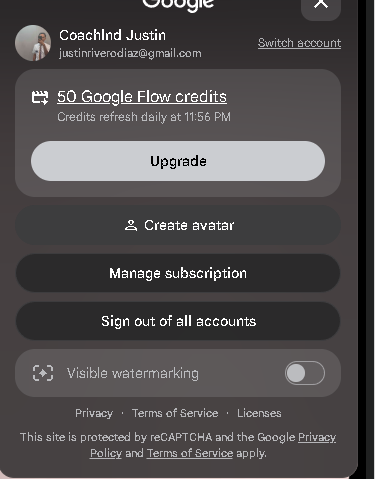 Google
CoachInd Justin
justinriverodiaz@gmail.com
Switch account
50 Google Flow credits
Credits refresh daily at 11:56 PM
Upgrade
Create avatar
Manage subscription
Sign out of all accounts
Visible watermarking
Privacy · Terms of Service · Licenses
This site is protected by reCAPTCHA and the Google Privacy
Policy and Terms of Service apply.